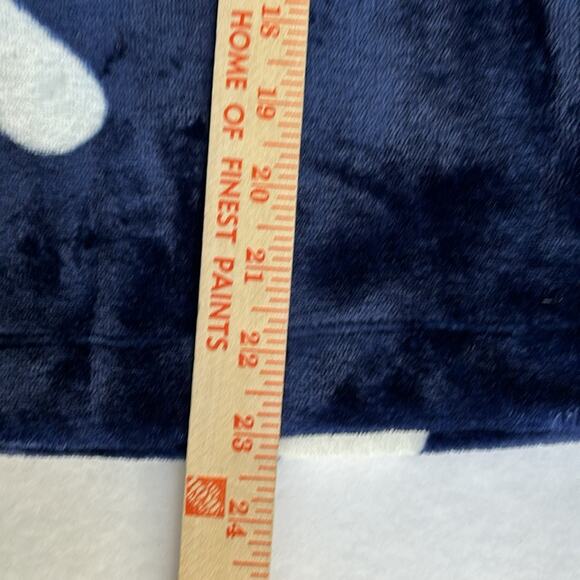 HOME OF FINEST PAINTS
18 19 20 21 22 23 24